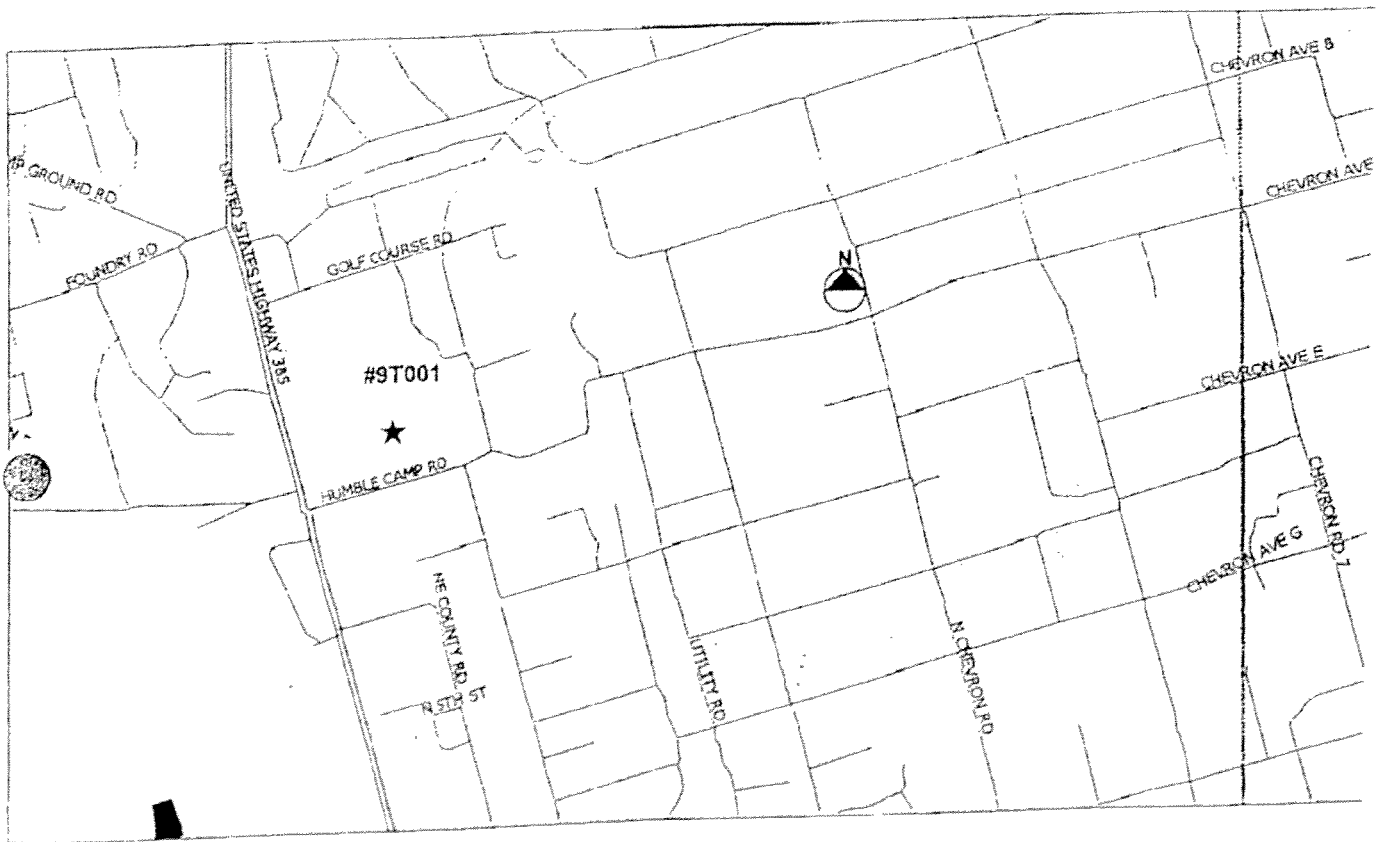 CHEVRON AVE B
GROUND RD
UNITED STATES HIGHWAY 385
CHEVRON AVE
FOUNDRY RD
GOLF COURSE RD
N
#9T001
CHEVRON AVE E
HUMBLE CAMP RD
CHEVRON RD 7
CHEVRON AVE G
NE COUNTY RD
UTILITY RD
N CHEVRON RD
N 5TH ST